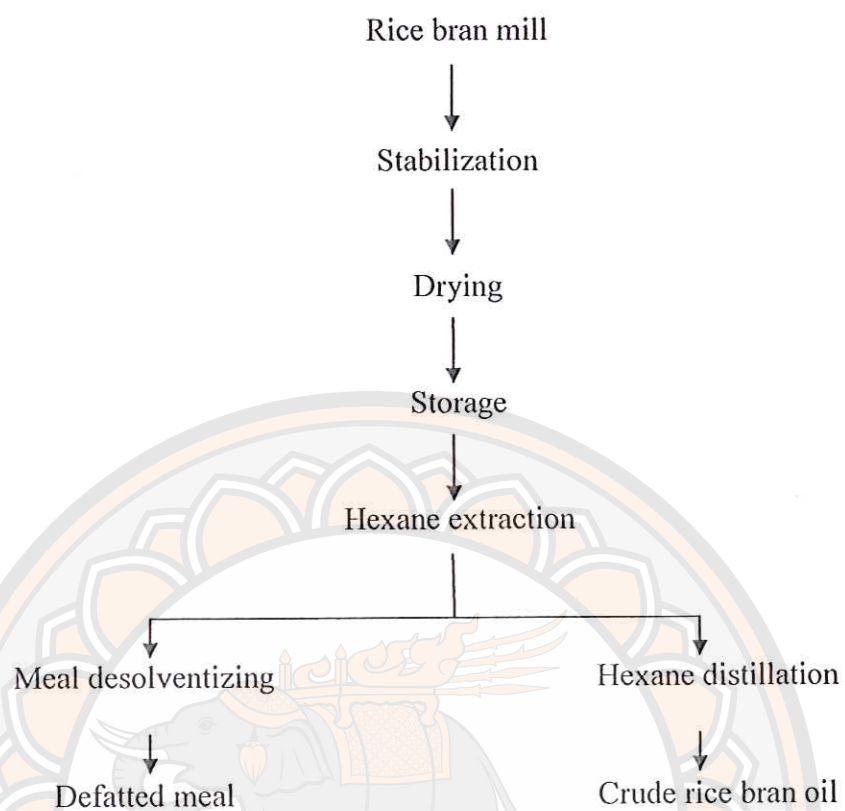 Rice bran mill
Stabilization
Drying
Storage
Hexane extraction
Meal desolventizing
Hexane distillation
Defatted meal
Crude rice bran oil